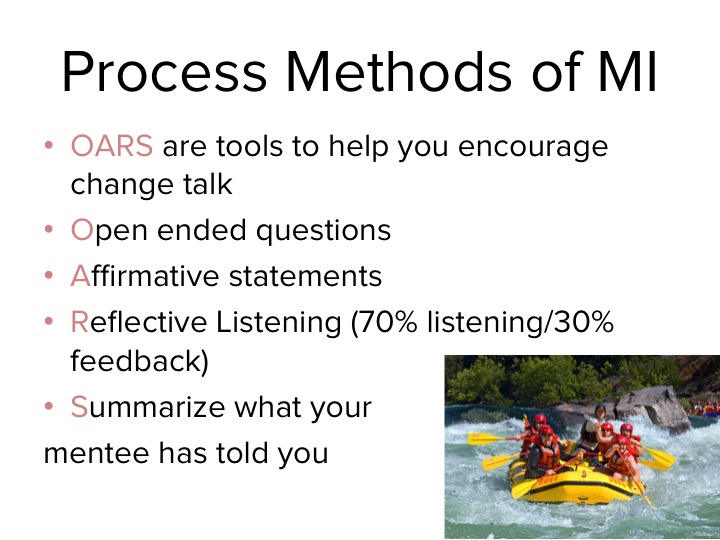 Process Methods of MI
• OARS are tools to help you encourage
change talk
• Open ended questions
• Affirmative statements
• Reflective Listening (70% listening/30%
feedback)
• Summarize what your
mentee has told you